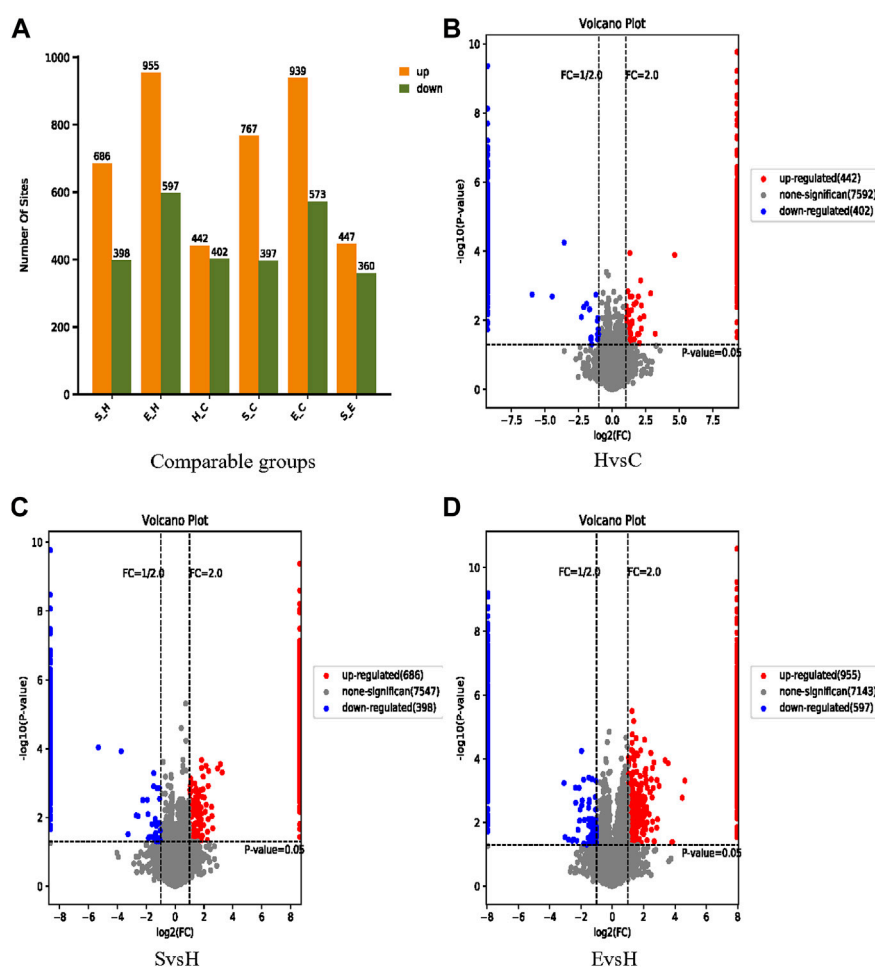 A
1000
800
600
400
200
0
Number Of Sites
686
398
955
597
442
402
767
397
939
573
447
360
up
down
S_H
E_H
H_C
S_C
E_C
S_E
Comparable groups
B
Volcano Plot
10
8
6
4
2
0
-log10(P-value)
FC=1/2.0
FC=2.0
P-value=0.05
−7.5
−5.0
−2.5
0.0
2.5
5.0
7.5
log2(FC)
up-regulated(442)
none-significan(7592)
down-regulated(402)
HvsC
C
Volcano Plot
10
8
6
4
2
0
-log10(P-value)
FC=1/2.0
FC=2.0
P-value=0.05
−8
−6
−4
−2
0
2
4
6
8
log2(FC)
up-regulated(686)
none-significan(7547)
down-regulated(398)
SvsH
D
Volcano Plot
10
8
6
4
2
0
-log10(P-value)
FC=1/2.0
FC=2.0
P-value=0.05
−8
−6
−4
−2
0
2
4
6
8
log2(FC)
up-regulated(955)
none-significan(7143)
down-regulated(597)
EvsH